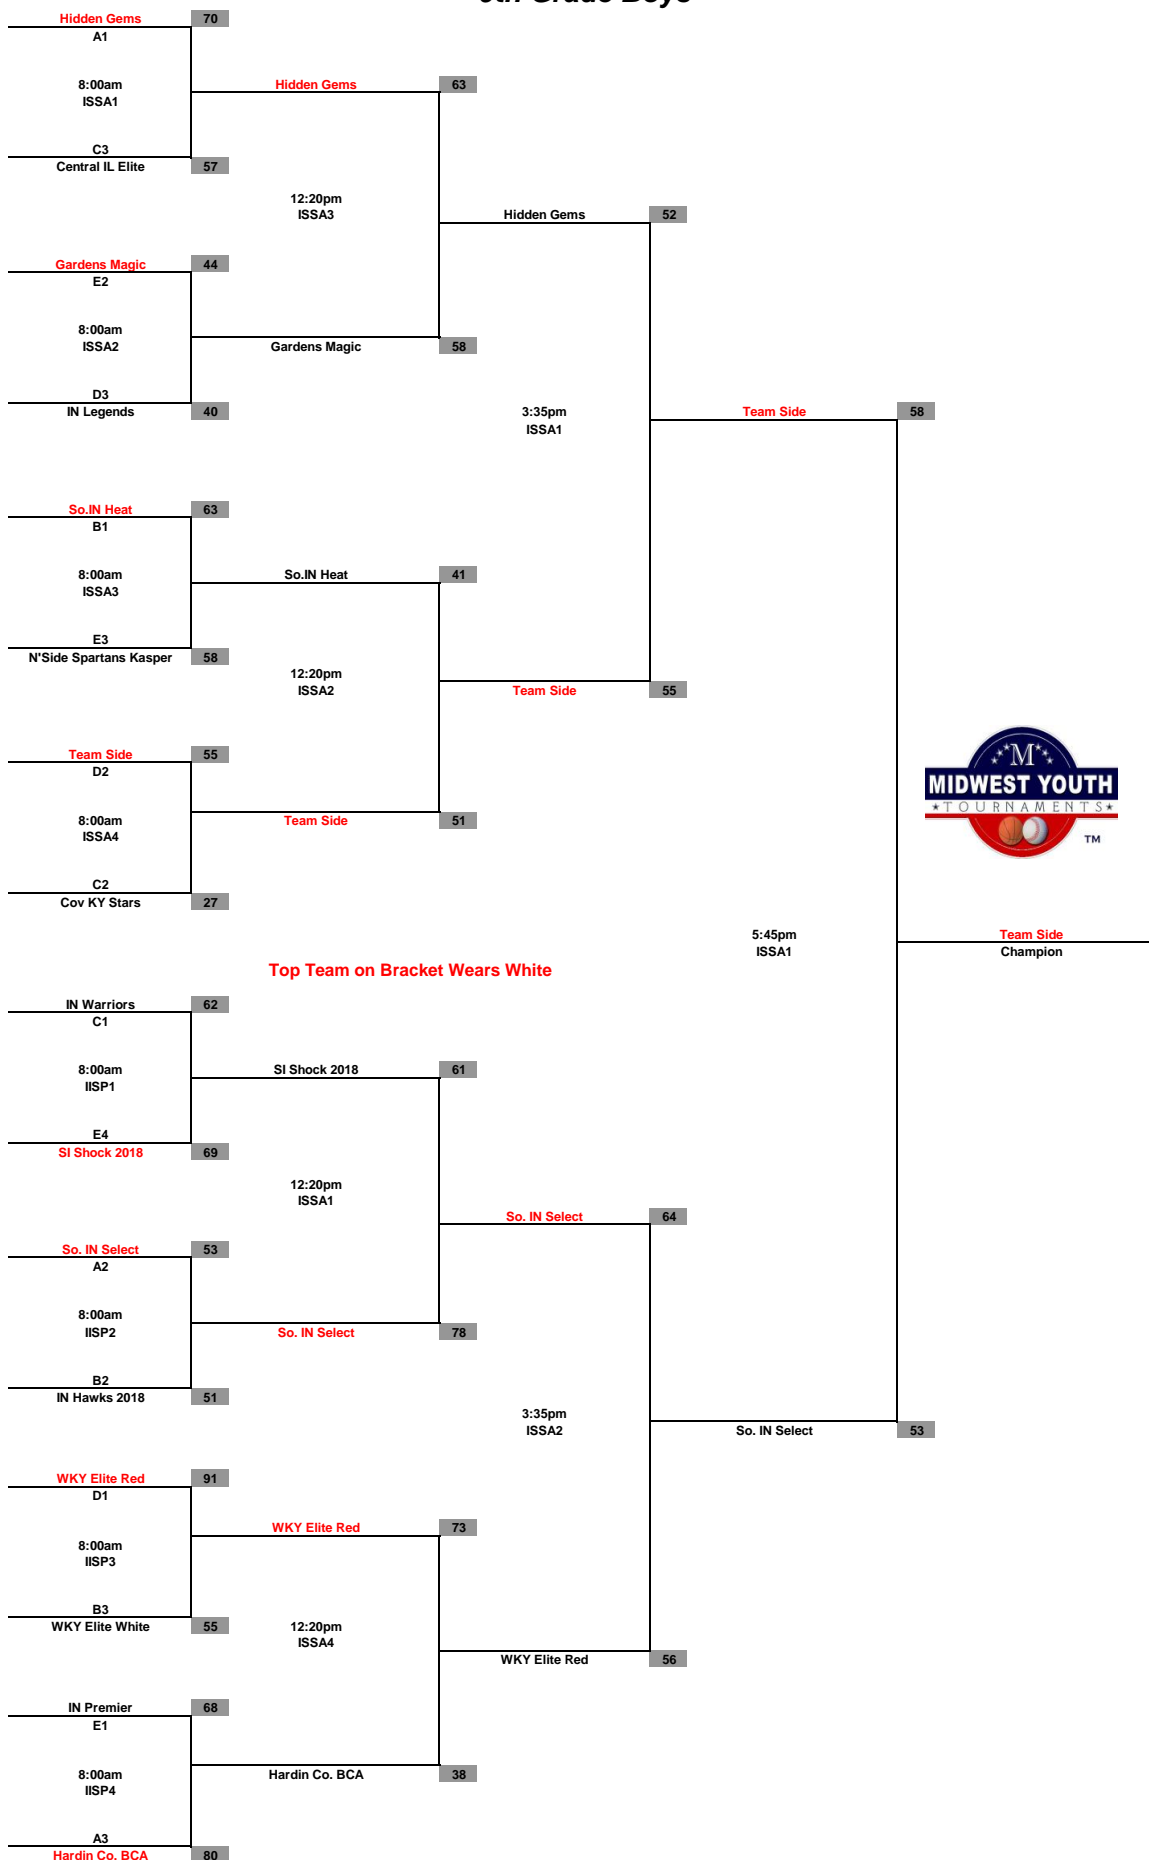 Hidden Gems 70
A1
8:00am
ISSA1
Hidden Gems 63
C3
Central IL Elite 57
12:20pm
ISSA3
Hidden Gems 52
Gardens Magic 44
E2
8:00am
ISSA2
Gardens Magic 58
D3
IN Legends 40
3:35pm
ISSA1
Team Side 58
So.IN Heat 63
B1
8:00am
ISSA3
So.IN Heat 41
E3
N'Side Spartans Kasper 58
12:20pm
ISSA2
Team Side 55
Team Side 55
D2
8:00am
ISSA4
Team Side 51
C2
Cov KY Stars 27
M
MIDWEST YOUTH
TOURNAMENTS
TM
5:45pm
ISSA1
Team Side
Champion
Top Team on Bracket Wears White
IN Warriors 62
C1
8:00am
IISP1
SI Shock 2018 61
E4
SI Shock 2018 69
12:20pm
ISSA1
So. IN Select 64
So. IN Select 53
A2
8:00am
IISP2
So. IN Select 78
B2
IN Hawks 2018 51
3:35pm
ISSA2
So. IN Select 53
WKY Elite Red 91
D1
8:00am
IISP3
WKY Elite Red 73
B3
WKY Elite White 55
12:20pm
ISSA4
WKY Elite Red 56
IN Premier 68
E1
8:00am
IISP4
Hardin Co. BCA 38
A3
Hardin Co. BCA 80